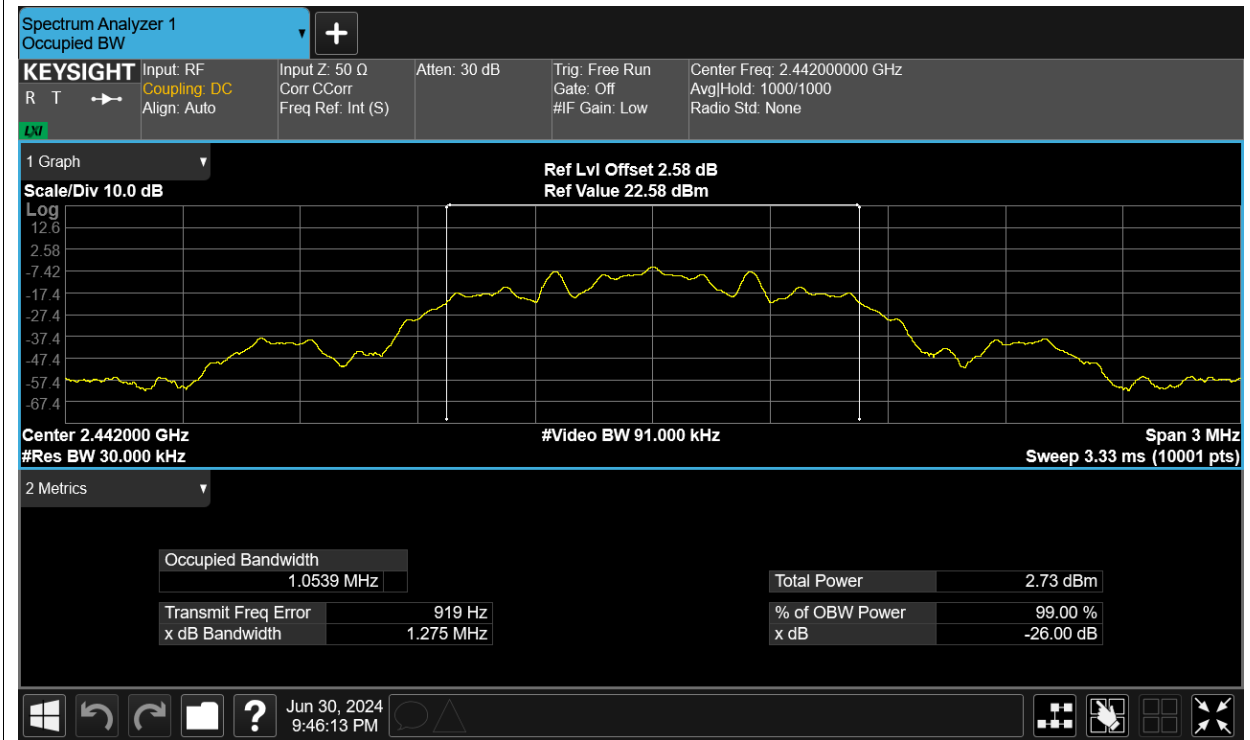 Spectrum Analyzer 1
Occupied BW
+
KEYSIGHT
R T
LXI
Input: RF
Coupling: DC
Align: Auto
Input Z: 50 Ω
Corr CCorr
Freq Ref: Int (S)
Atten: 30 dB
Trig: Free Run
Gate: Off
#IF Gain: Low
Center Freq: 2.442000000 GHz
Avg|Hold: 1000/1000
Radio Std: None
1 Graph
Ref Lvl Offset 2.58 dB
Scale/Div 10.0 dB
Ref Value 22.58 dBm
Log
12.6
2.58
-7.42
-17.4
-27.4
-37.4
-47.4
-57.4
-67.4
Center 2.442000 GHz
#Video BW 91.000 kHz
Span 3 MHz
#Res BW 30.000 kHz
Sweep 3.33 ms (10001 pts)
2 Metrics
Occupied Bandwidth
1.0539 MHz
Total Power 2.73 dBm
Transmit Freq Error 919 Hz
% of OBW Power 99.00 %
x dB Bandwidth 1.275 MHz
x dB -26.00 dB
?
Jun 30, 2024
9:46:13 PM